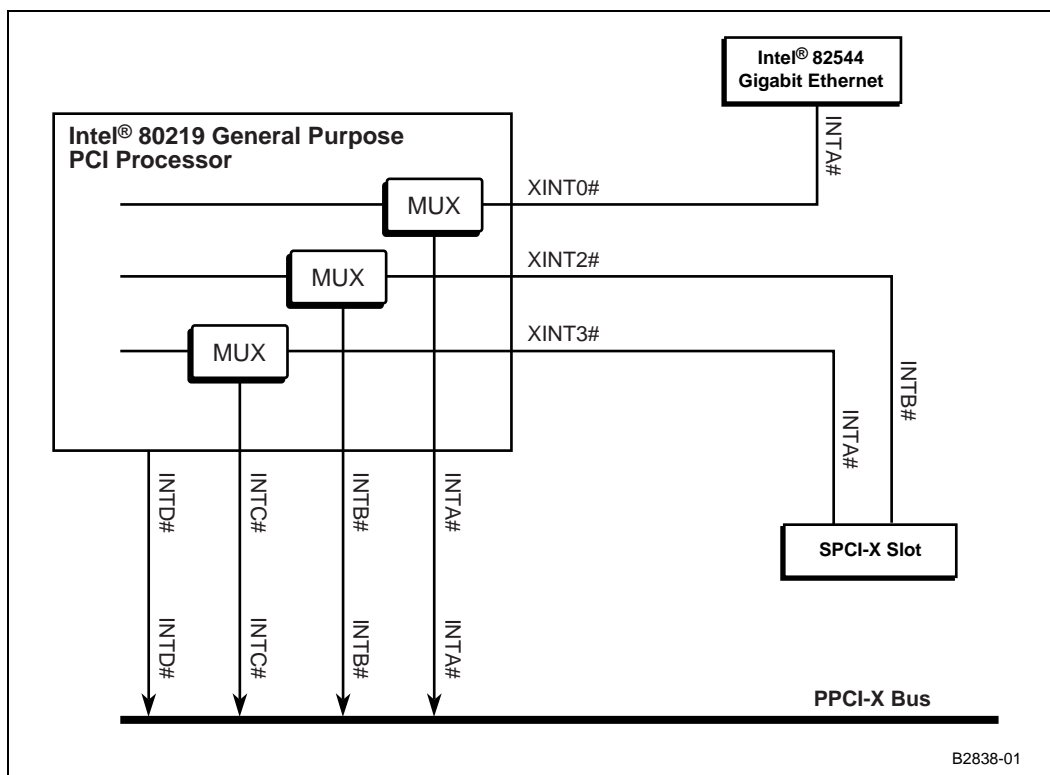 Intel® 82544
Gigabit Ethernet
INTA#
Intel® 80219 General Purpose
PCI Processor
MUX
XINT0#
MUX
XINT2#
MUX
XINT3#
INTB#
INTA#
INTD#
INTC#
INTB#
INTA#
SPCI-X Slot
INTD#
INTC#
INTB#
INTA#
PPCI-X Bus
B2838-01